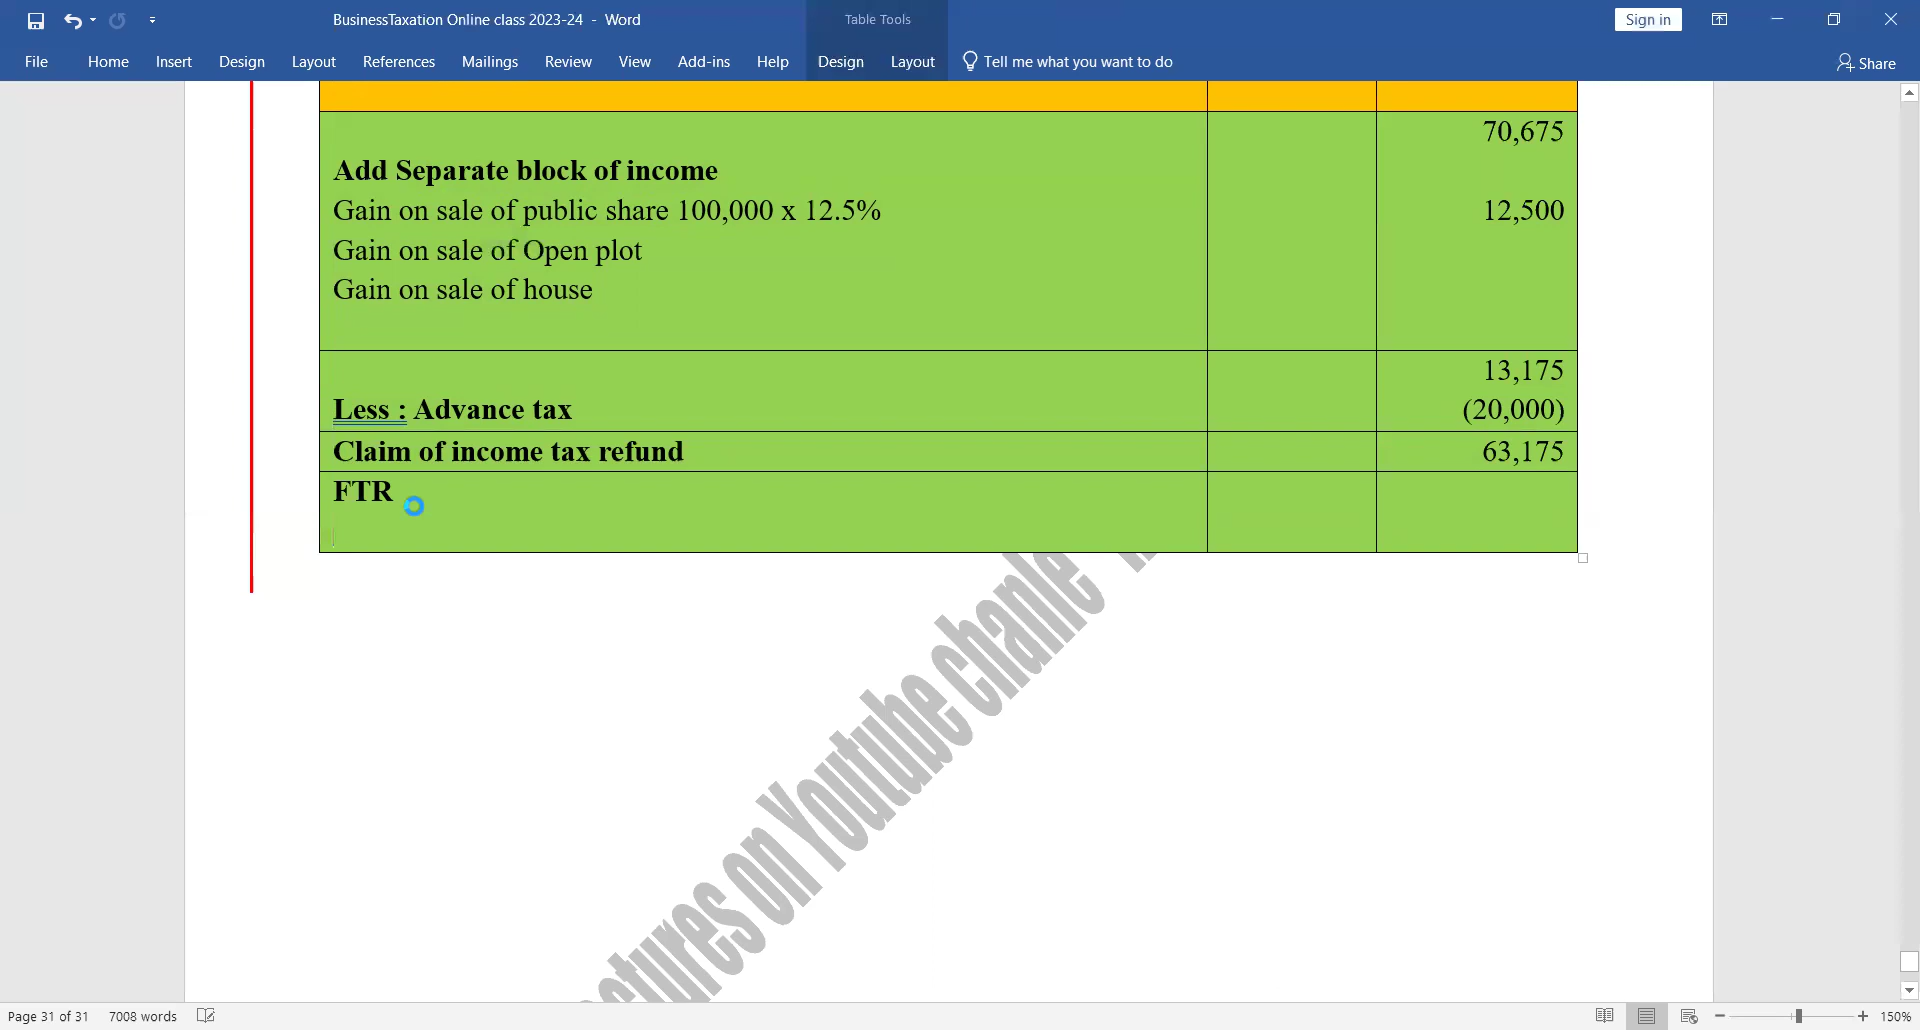 BusinessTaxation Online class 2023-24 - Word
Table Tools
Sign in
File Home Insert Design Layout References Mailings Review View Add-ins Help Design Layout Tell me what you want to do Share
70,675
Add Separate block of income
Gain on sale of public share 100,000 x 12.5% 12,500
Gain on sale of Open plot
Gain on sale of house
13,175
Less : Advance tax (20,000)
Claim of income tax refund 63,175
FTR
ctures on Youtube chanle
Page 31 of 31 7008 words 150%